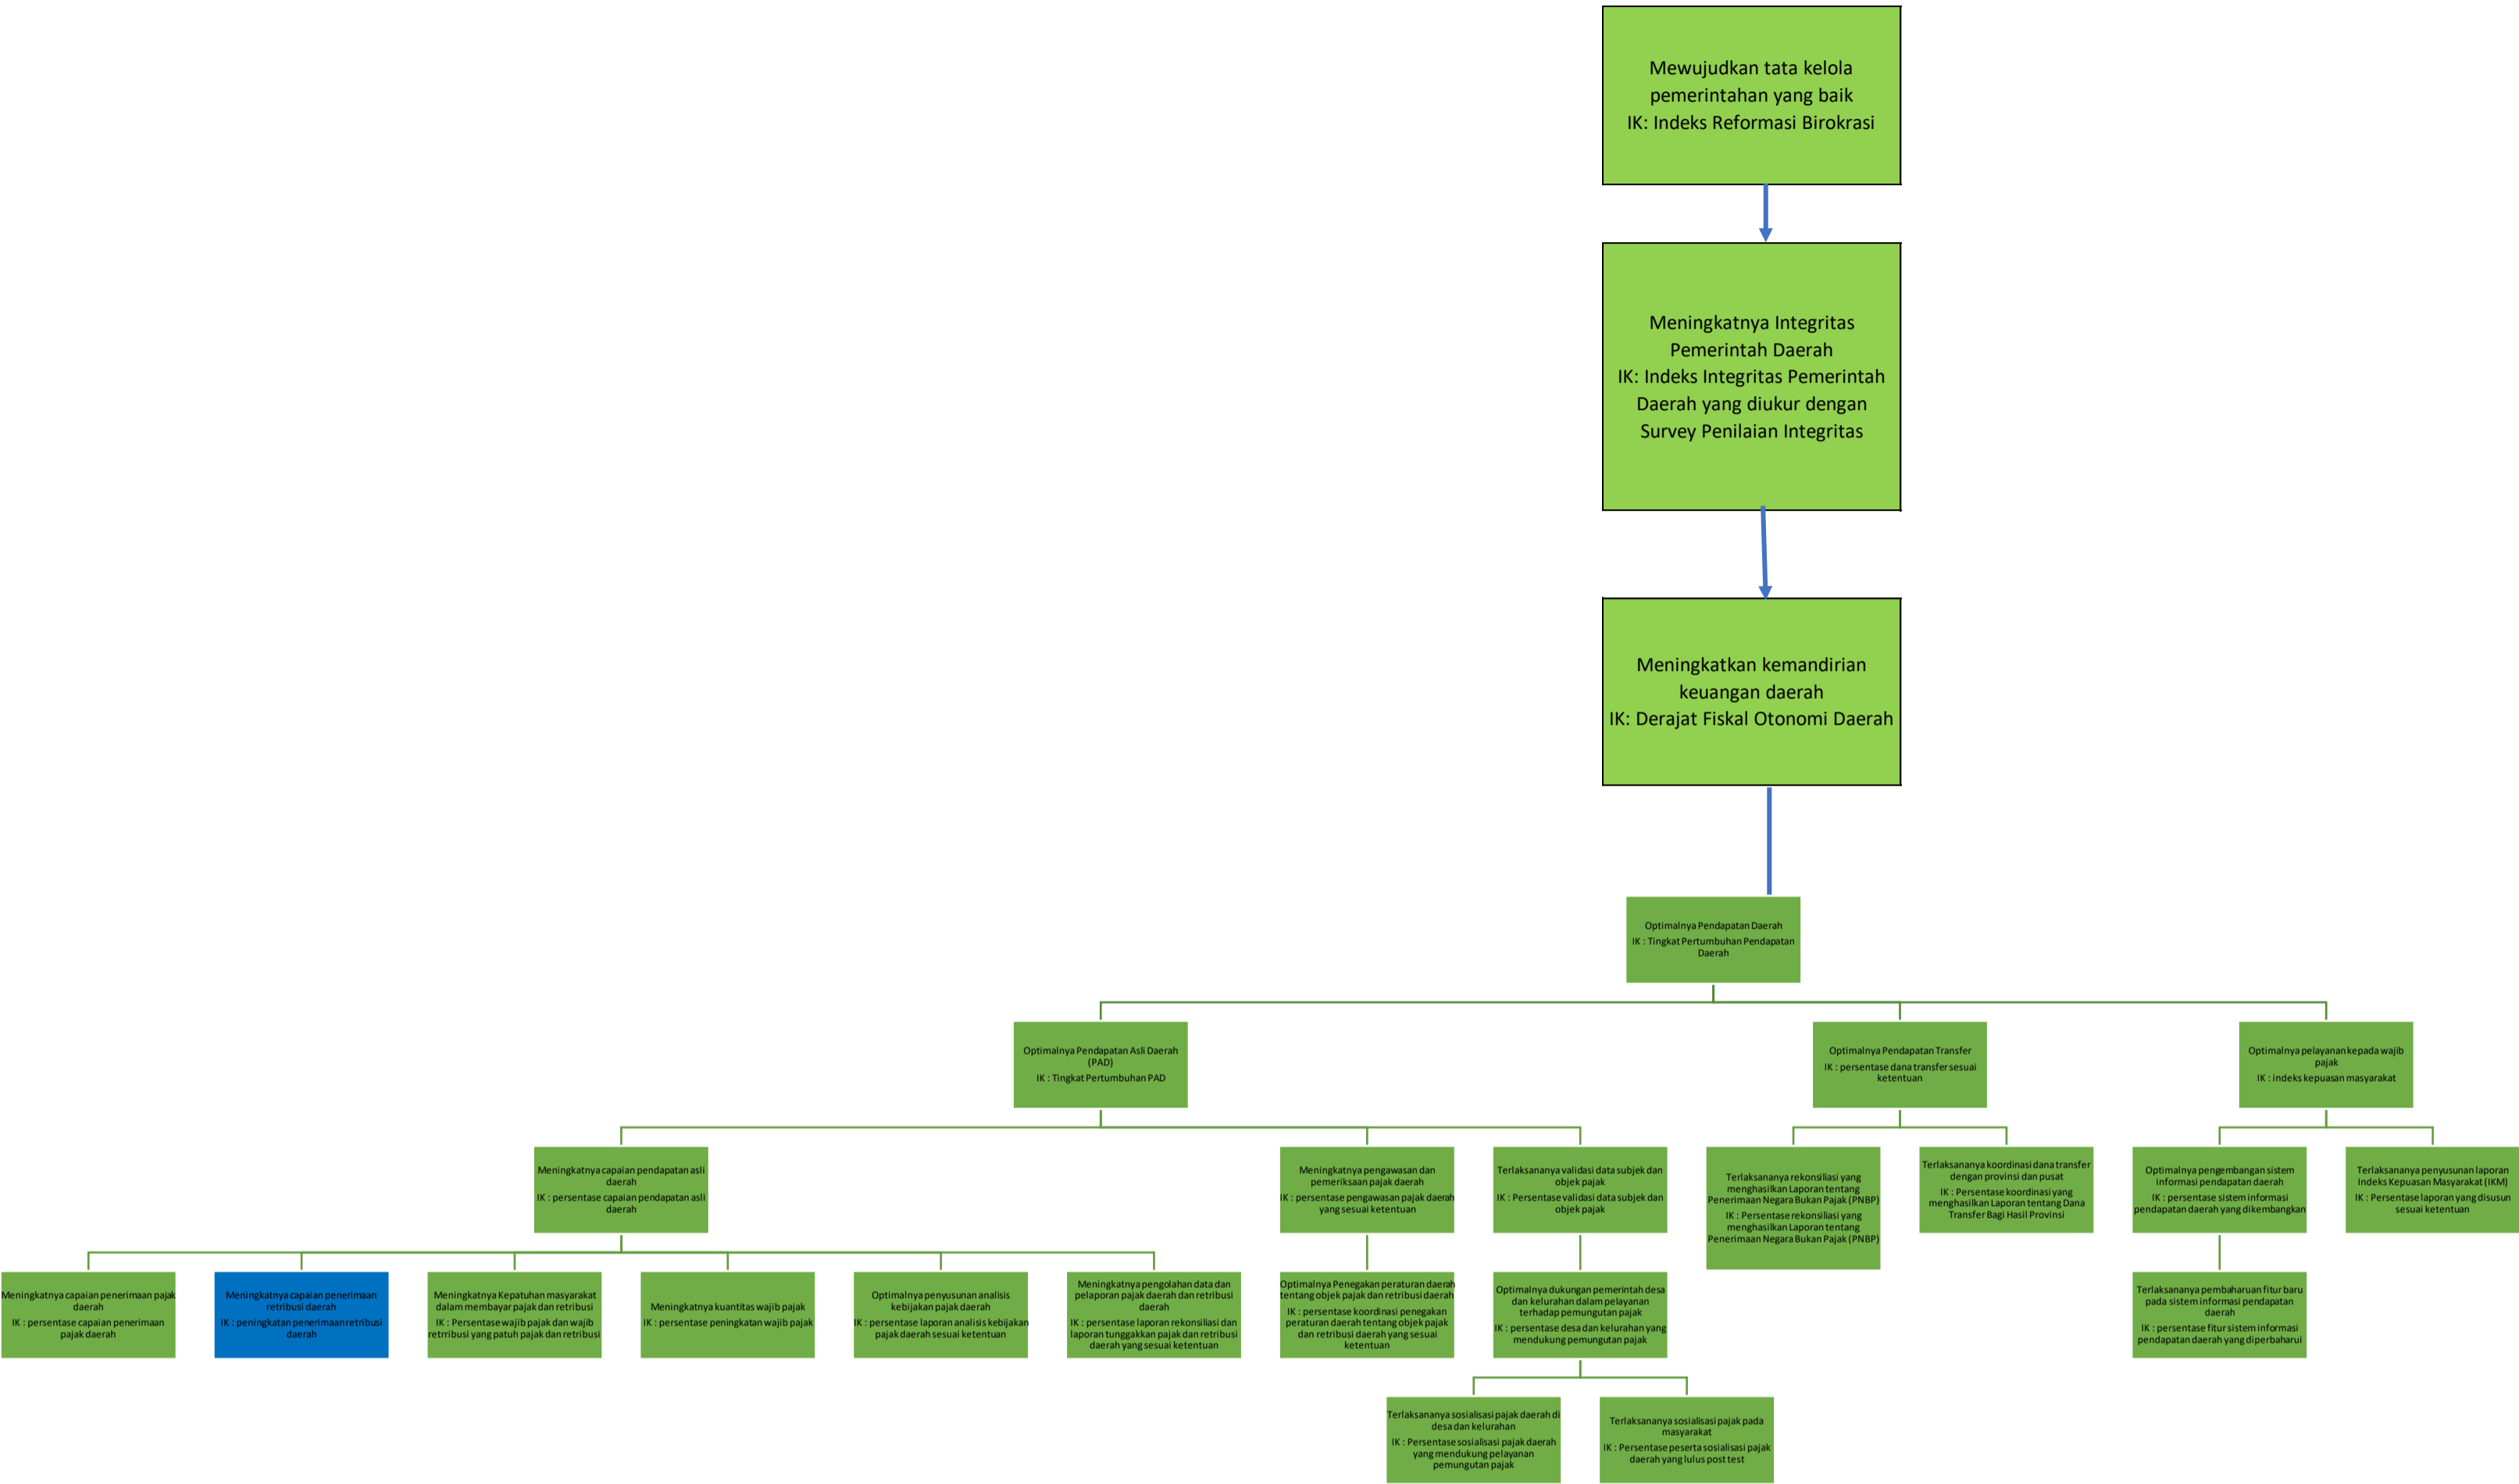 Mewujudkan tata kelola
pemerintahan yang baik
IK: Indeks Reformasi Birokrasi
Meningkatnya Integritas
Pemerintah Daerah
IK: Indeks Integritas Pemerintah
Daerah yang diukur dengan
Survey Penilaian Integritas
Meningkatkan kemandirian
keuangan daerah
IK: Derajat Fiskal Otonomi Daerah
Optimalnya Pendapatan Daerah
IK : Tingkat Pertumbuhan Pendapatan
Daerah
Optimalnya Pendapatan Asli Daerah
(PAD)
IK : Tingkat Pertumbuhan PAD
Optimalnya Pendapatan Transfer
IK : persentase dana transfer sesuai
ketentuan
Optimalnya pelayanan kepada wajib
pajak
IK : indeks kepuasan masyarakat
Meningkatnya capaian pendapatan asli
daerah
IK : persentase capaian pendapatan asli
daerah
Meningkatnya pengawasan dan
pemeriksaan pajak daerah
IK : persentase pengawasan pajak daerah
yang sesuai ketentuan
Terlaksananya validasi data subjek dan
objek pajak
IK : Persentase validasi data subjek dan
objek pajak
Terlaksananya rekonsiliasi yang
menghasilkan Laporan tentang
Penerimaan Negara Bukan Pajak (PNBP)
IK : Persentase rekonsiliasi yang
menghasilkan Laporan tentang
Penerimaan Negara Bukan Pajak (PNBP)
Terlaksananya koordinasi dana transfer
dengan provinsi dan pusat
IK : Persentase koordinasi yang
menghasilkan Laporan tentang Dana
Transfer Bagi Hasil Provinsi
Optimalnya pengembangan sistem
informasi pendapatan daerah
IK : persentase sistem informasi
pendapatan daerah yang dikembangkan
Terlaksananya penyusunan laporan
Indeks Kepuasan Masyarakat (IKM)
IK : Persentase laporan yang disusun
sesuai ketentuan
Meningkatnya capaian penerimaan pajak
daerah
IK : persentase capaian penerimaan
pajak daerah
Meningkatnya capaian penerimaan
retribusi daerah
IK : peningkatan penerimaan retribusi
daerah
Meningkatnya Kepatuhan masyarakat
dalam membayar pajak dan retribusi
IK : Persentase wajib pajak dan wajib
retrribusi yang patuh pajak dan retribusi
Meningkatnya kuantitas wajib pajak
IK : persentase peningkatan wajib pajak
Optimalnya penyusunan analisis
kebijakan pajak daerah
IK : persentase laporan analisis kebijakan
pajak daerah sesuai ketentuan
Meningkatnya pengolahan data dan
pelaporan pajak daerah dan retribusi
daerah
IK : persentase laporan rekonsiliasi dan
laporan tunggakkan pajak dan retribusi
daerah yang sesuai ketentuan
Optimalnya Penegakan peraturan daerah
tentang objek pajak dan retribusi daerah
IK : persentase koordinasi penegakan
peraturan daerah tentang objek pajak
dan retribusi daerah yang sesuai
ketentuan
Optimalnya dukungan pemerintah desa
dan kelurahan dalam pelayanan
terhadap pemungutan pajak
IK : persentase desa dan kelurahan yang
mendukung pemungutan pajak
Terlaksananya pembaharuan fitur baru
pada sistem informasi pendapatan
daerah
IK : persentase fitur sistem informasi
pendapatan daerah yang diperbaharui
Terlaksananya sosialisasi pajak daerah di
desa dan kelurahan
IK : Persentase sosialisasi pajak daerah
yang mendukung pelayanan
pemungutan pajak
Terlaksananya sosialisasi pajak pada
masyarakat
IK : Persentase peserta sosialisasi pajak
daerah yang lulus post test